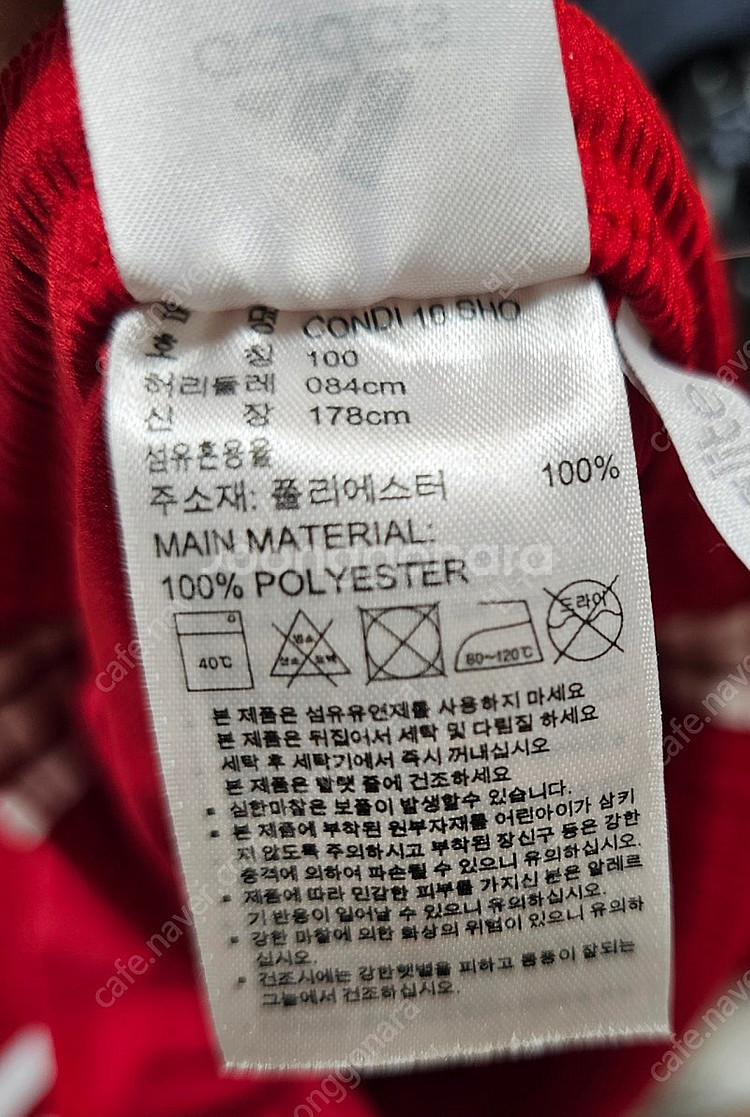 adidas
명 CONDI 10 SHO
호 칭 100
허리둘레 084cm
신 장 178cm
섬유혼용율
주소재: 폴리에스터 100%
MAIN MATERIAL:
100% POLYESTER
40℃
염소 표백
80~120℃
드라이
본 제품은 섬유유연제를 사용하지 마세요
본 제품은 뒤집어서 세탁 및 다림질 하세요
세탁 후 세탁기에서 즉시 꺼내십시오
본 제품은 빨랫 줄에 건조하세요
▪ 심한마찰은 보풀이 발생할수 있습니다.
▪ 본 제품에 부착된 원부자재를 어린아이가 삼키
지 않도록 주의하시고 부착된 장신구 등은 강한
충격에 의하여 파손될 수 있으니 유의하십시오.
▪ 제품에 따라 민감한 피부를 가지신 분은 알레르
기 반응이 일어날 수 있으니 유의하십시오.
▪ 강한 마찰에 의한 화상의 위험이 있으니 유의하
십시오.
▪ 건조시에는 강한햇볕을 피하고 통풍이 잘되는
그늘에서 건조하십시오.
joonggonara
cafe.naver